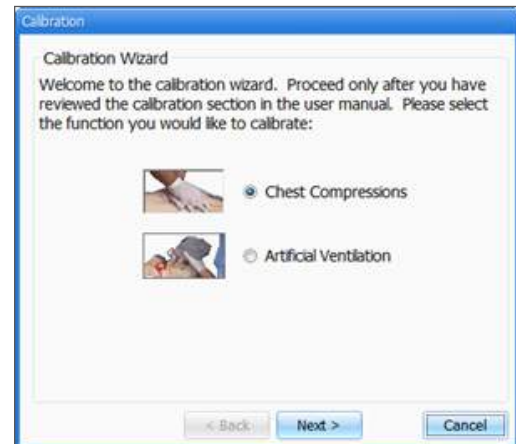 Calibration
Calibration Wizard
Welcome to the calibration wizard. Proceed only after you have
reviewed the calibration section in the user manual. Please select
the function you would like to calibrate:
Chest Compressions
Artificial Ventilation
< Back
Next >
Cancel